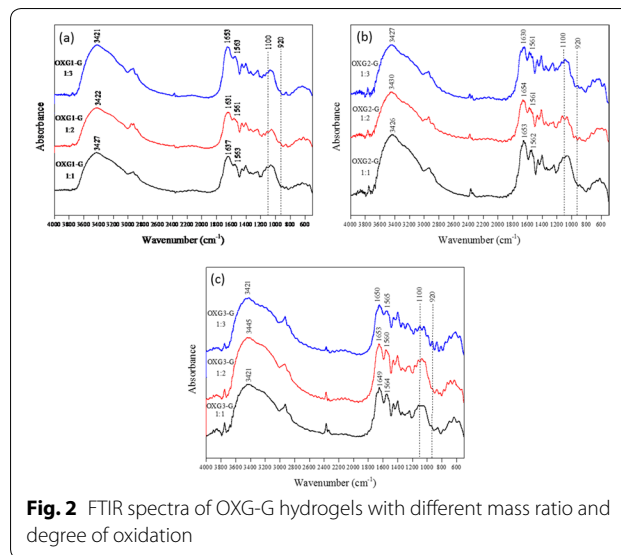 (a)
3421
1653
1563
1100
920
OXG1-G
1:3
3422
1631
1561
OXG1-G
1:2
3427
1637
1563
OXG1-G
1:1
Absorbance
4000 3800 3600 3400 3200 3000 2800 2600 2400 2200 2000 1800 1600 1400 1200 1000 800 600
Wavenumber (cm-1)
(b)
3427
1630
1561
1100
920
OXG2-G
1:3
3430
1654
1561
OXG2-G
1:2
3426
1653
1562
OXG2-G
1:1
Absorbance
4000 3800 3600 3400 3200 3000 2800 2600 2400 2200 2000 1800 1600 1400 1200 1000 800 600
Wavenumber (cm-1)
(c)
3421
1650
1565
1100
920
OXG3-G
1:3
3445
1653
1560
OXG3-G
1:2
3421
1649
1564
OXG3-G
1:1
Absorbance
4000 3800 3600 3400 3200 3000 2800 2600 2400 2200 2000 1800 1600 1400 1200 1000 800 600
Wavenumber (cm-1)
Fig. 2 FTIR spectra of OXG-G hydrogels with different mass ratio and
degree of oxidation